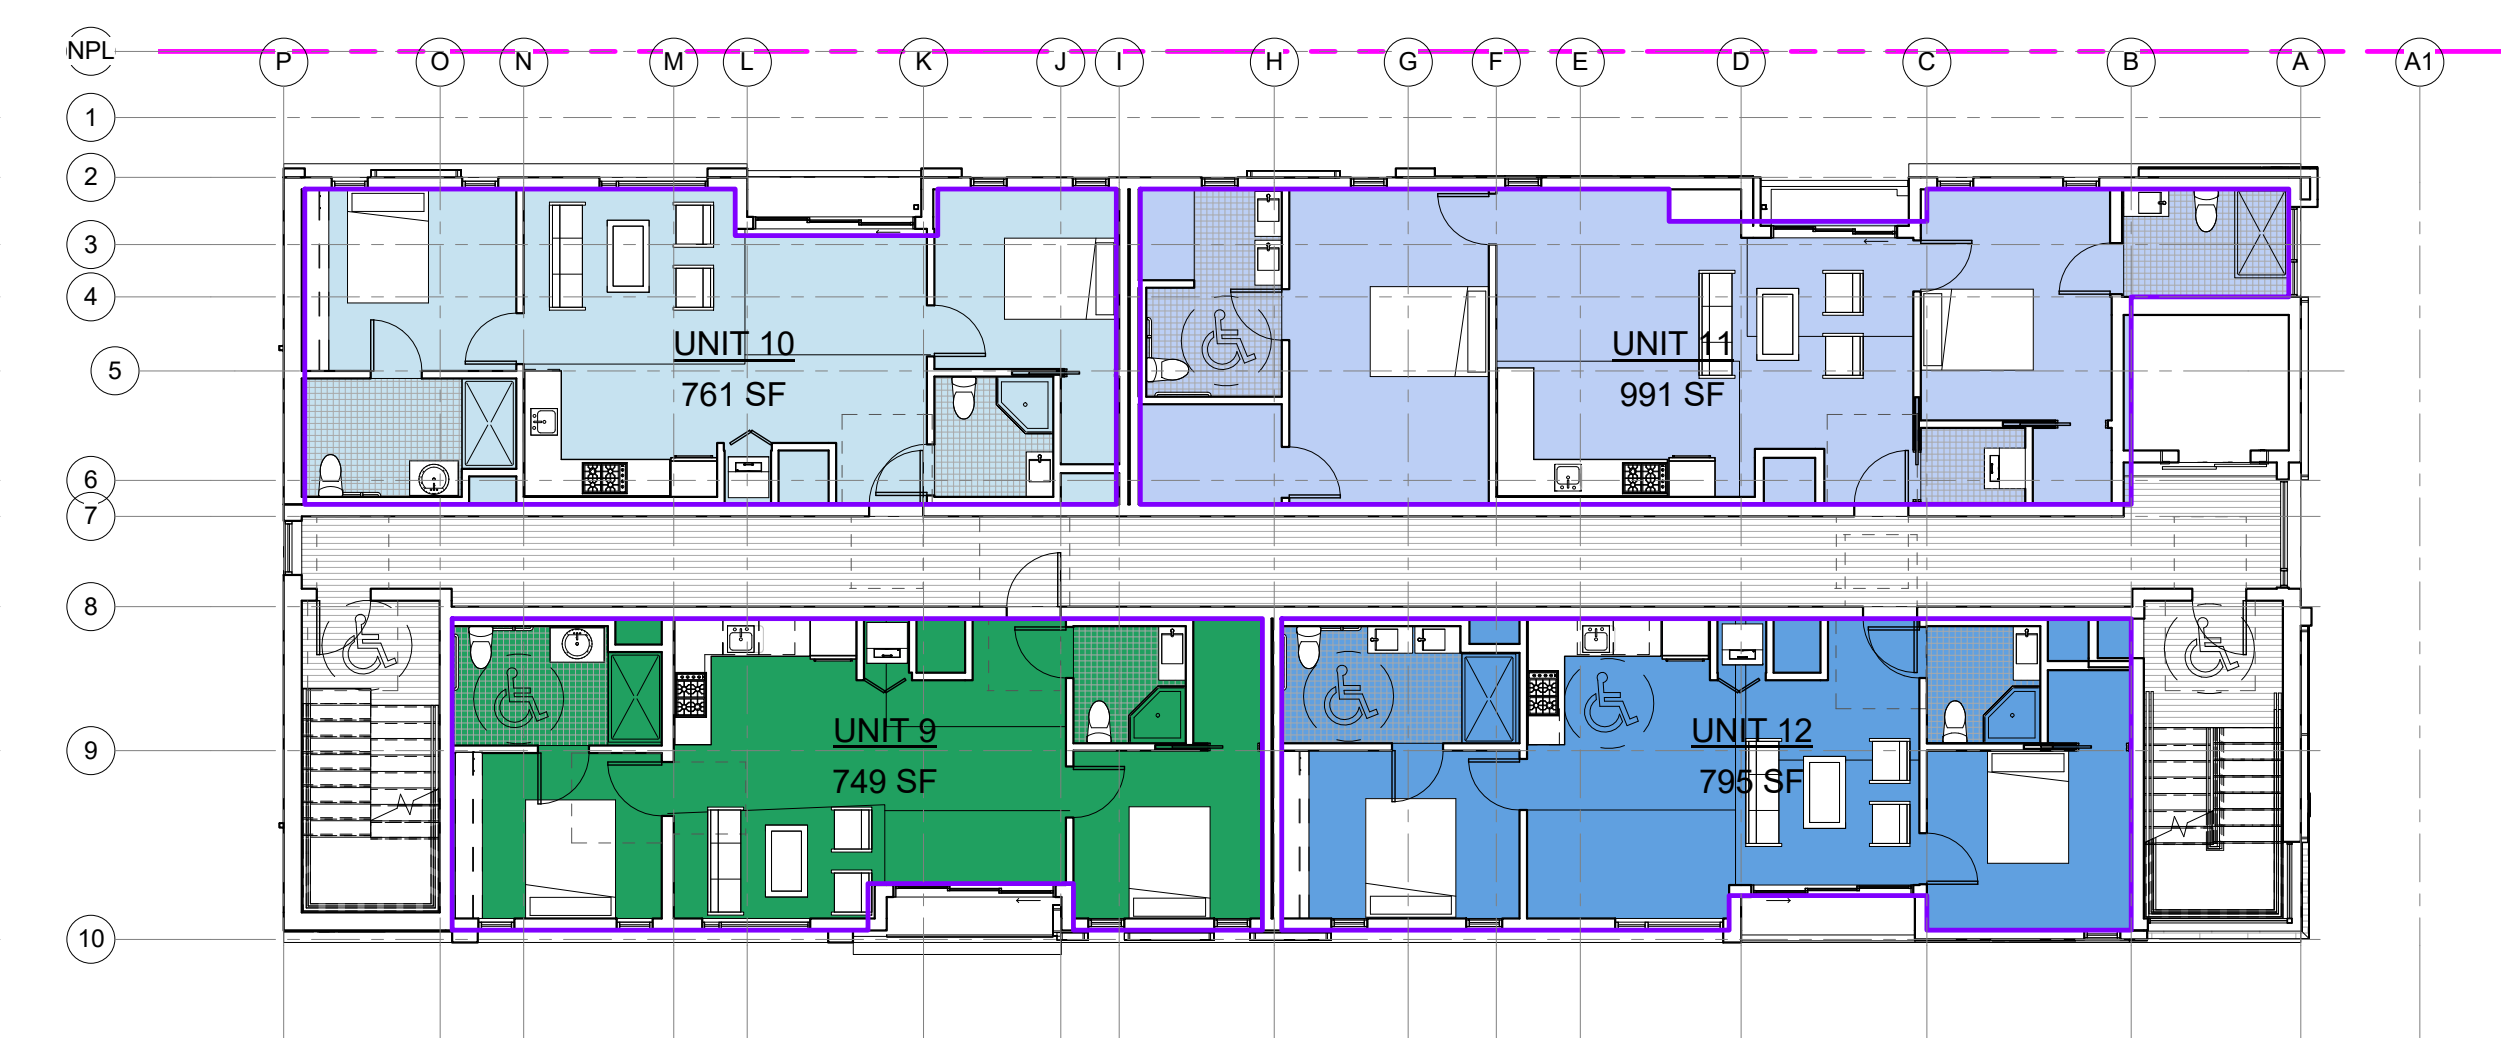 NPL
P
O
N
M
L
K
J
I
H
G
F
E
D
C
B
A
A1
1
2
3
4
5
6
7
8
9
10
UNIT 10
761 SF
UNIT 11
991 SF
UNIT 9
749 SF
UNIT 12
795 SF